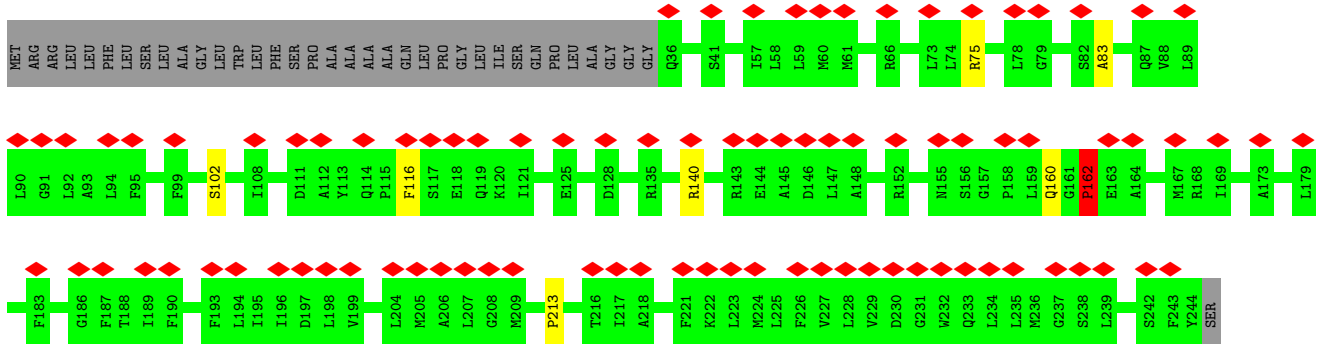 MET ARG ARG LEU LEU PHE LEU SER LEU ALA GLY LEU TRP LEU PHE SER PRO ALA ALA ALA ALA GLN LEU PRO GLY LEU ILE SER GLN PRO LEU ALA GLY GLY GLY Q36 S41 I57 L58 L59 M60 M61 R66 L73 L74 R75 L78 G79 S82 A83 Q87 V88 L89
L90 G91 L92 A93 L94 F95 F99 S102 I108 D111 A112 Y113 Q114 P115 F116 S117 E118 Q119 K120 I121 E125 D128 R135 R140 R143 E144 A145 D146 L147 A148 R152 N155 S156 G157 P158 L159 Q160 G161 P162 E163 A164 M167 R168 I169 A173 L179
F183 G186 F187 T188 I189 F190 F193 L194 I195 I196 D197 L198 V199 L204 M205 A206 L207 G208 M209 P213 T216 I217 A218 F221 K222 L223 M224 L225 F226 V227 L228 V229 D230 G231 W232 Q233 L234 L235 M236 G237 S238 L239 S242 F243 Y244 SER